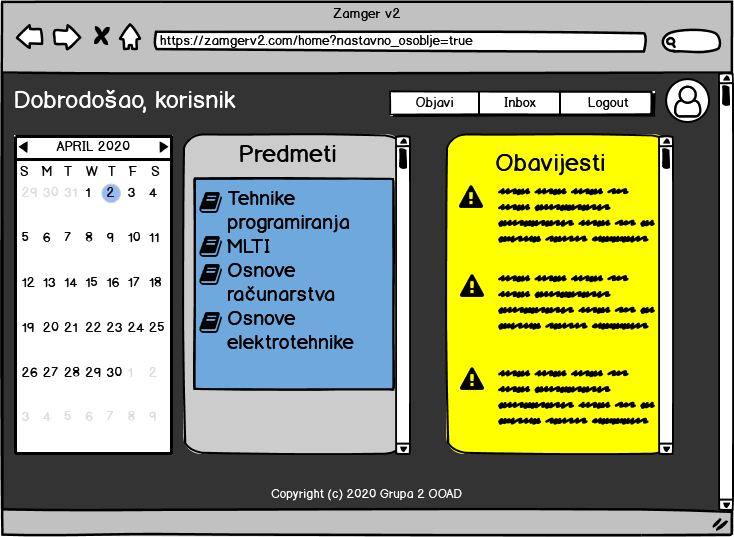 Zamger v2
https://zamgerv2.com/home?nastavno_osoblje=true
Dobrodošao, korisnik
Objavi Inbox Logout
APRIL 2020
S M T W T F S
29 30 31 1 2 3 4
5 6 7 8 9 10 11
12 13 14 15 16 17 18
19 20 21 22 23 24 25
26 27 28 29 30 1 2
3 4 5 6 7 8 9
Predmeti
Tehnike
programiranja
MLTI
Osnove
računarstva
Osnove
elektrotehnike
Obavijesti
Copyright (c) 2020 Grupa 2 OOAD